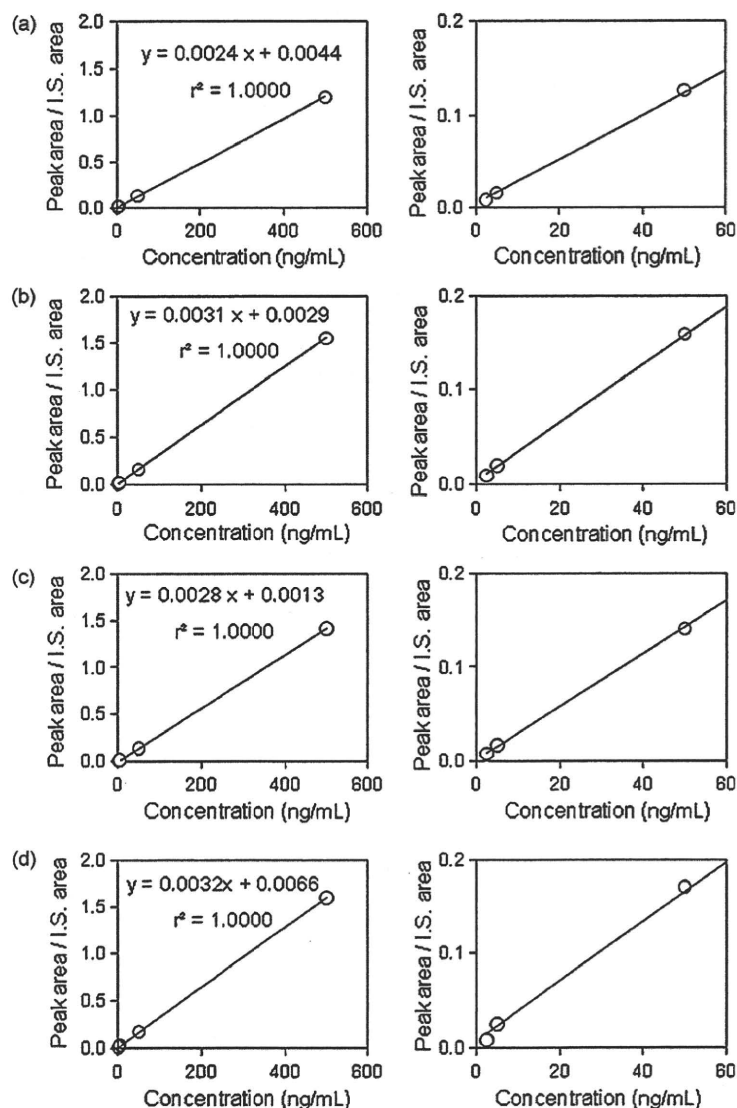 (a)
2.0
1.5
1.0
0.5
0.0
0
200
400
600
Peak area / I.S. area
Concentration (ng/mL)
y = 0.0024 x + 0.0044
r² = 1.0000
0.2
0.1
0
0
20
40
60
Peak area / I.S. area
Concentration (ng/mL)
(b)
2.0
1.5
1.0
0.5
0.0
0
200
400
600
Peak area / I.S. area
Concentration (ng/mL)
y = 0.0031 x + 0.0029
r² = 1.0000
0.2
0.1
0
0
20
40
60
Peak area / I.S. area
Concentration (ng/mL)
(c)
2.0
1.5
1.0
0.5
0.0
0
200
400
600
Peak area / I.S. area
Concentration (ng/mL)
y = 0.0028 x + 0.0013
r² = 1.0000
0.2
0.1
0
0
20
40
60
Peak area / I.S. area
Concentration (ng/mL)
(d)
2.0
1.5
1.0
0.5
0.0
0
200
400
600
Peak area / I.S. area
Concentration (ng/mL)
y = 0.0032x + 0.0066
r² = 1.0000
0.2
0.1
0
0
20
40
60
Peak area / I.S. area
Concentration (ng/mL)